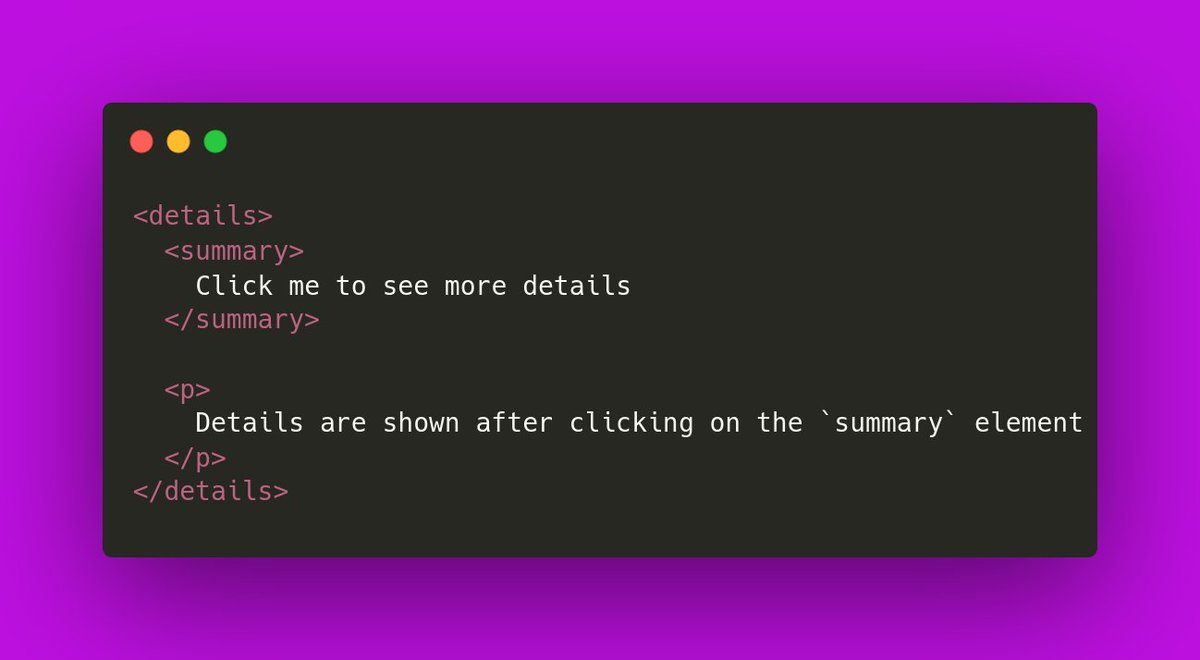 <details>
  <summary>
    Click me to see more details
  </summary>

  <p>
    Details are shown after clicking on the `summary` element
  </p>
</details>